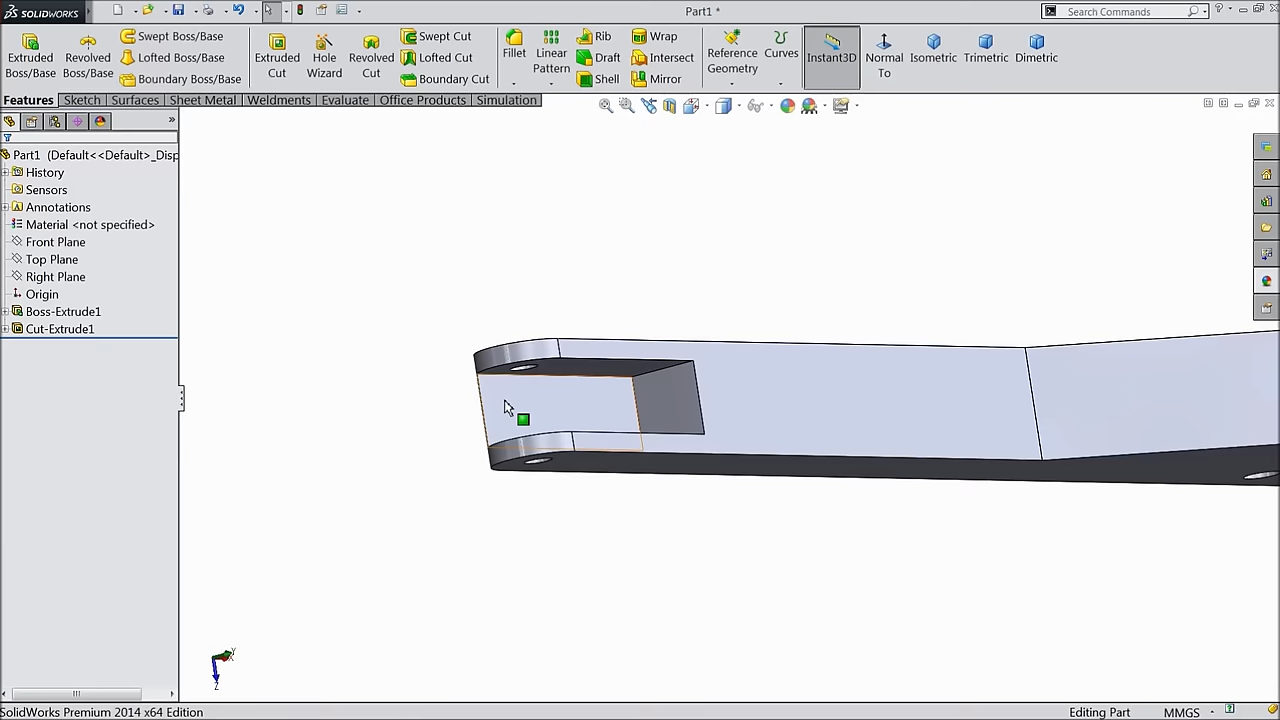 SOLIDWORKS
Part1 *
Search Commands
Extruded Boss/Base
Revolved Boss/Base
Swept Boss/Base
Lofted Boss/Base
Boundary Boss/Base
Extruded Cut
Hole Wizard
Revolved Cut
Swept Cut
Lofted Cut
Boundary Cut
Fillet
Linear Pattern
Rib
Draft
Shell
Wrap
Intersect
Mirror
Reference Geometry
Curves
Instant3D
Normal To
Isometric
Trimetric
Dimetric
Features Sketch Surfaces Sheet Metal Weldments Evaluate Office Products Simulation
Part1 (Default<<Default>_Disp
History
Sensors
Annotations
Material <not specified>
Front Plane
Top Plane
Right Plane
Origin
Boss-Extrude1
Cut-Extrude1
Y
X
Z
SolidWorks Premium 2014 x64 Edition
Editing Part
MMGS